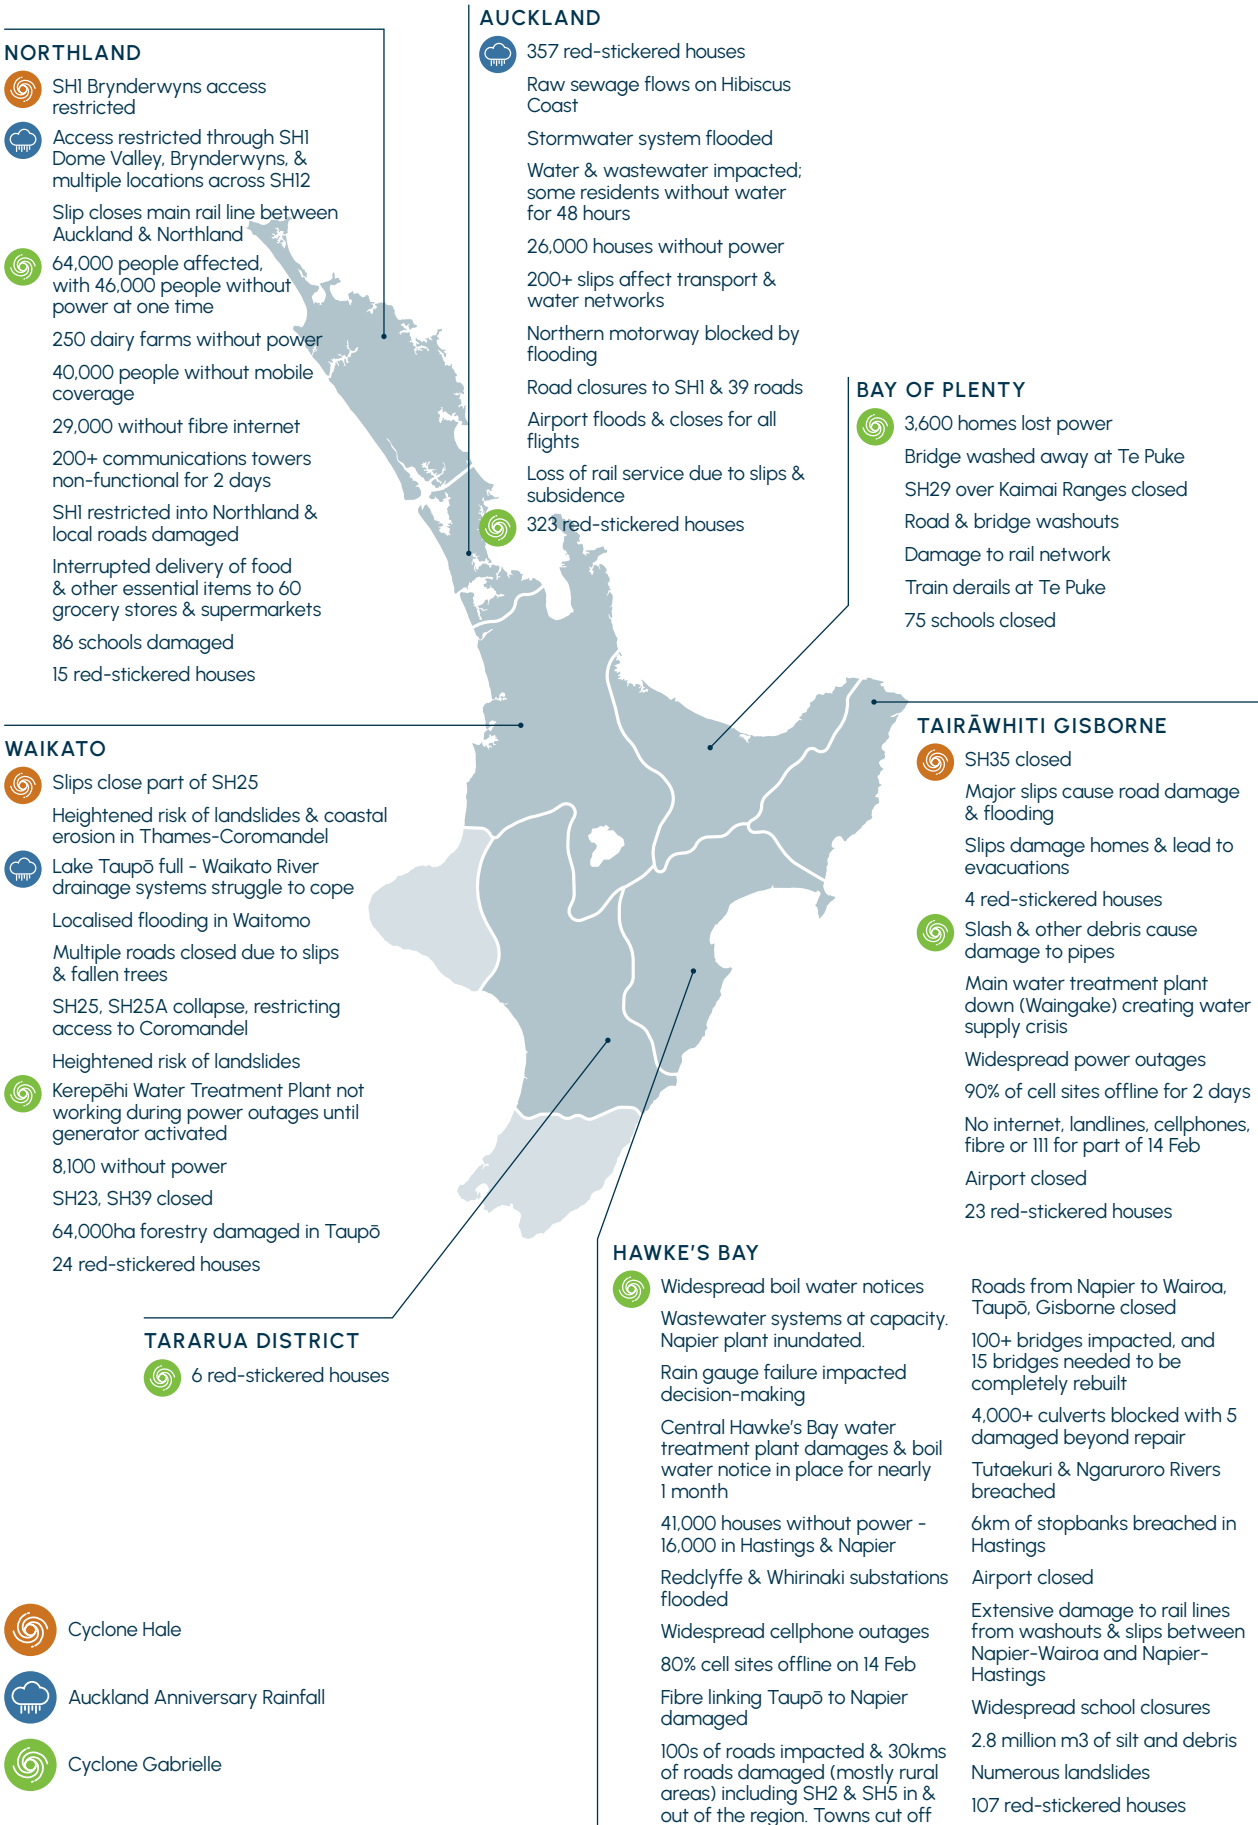 NORTHLAND
SH1 Brynderwyns access
restricted
Access restricted through SH1
Dome Valley, Brynderwyns, &
multiple locations across SH12
Slip closes main rail line between
Auckland & Northland
64,000 people affected,
with 46,000 people without
power at one time
250 dairy farms without power
40,000 people without mobile
coverage
29,000 without fibre internet
200+ communications towers
non-functional for 2 days
SH1 restricted into Northland &
local roads damaged
Interrupted delivery of food
& other essential items to 60
grocery stores & supermarkets
86 schools damaged
15 red-stickered houses
AUCKLAND
357 red-stickered houses
Raw sewage flows on Hibiscus
Coast
Stormwater system flooded
Water & wastewater impacted;
some residents without water
for 48 hours
26,000 houses without power
200+ slips affect transport &
water networks
Northern motorway blocked by
flooding
Road closures to SH1 & 39 roads
Airport floods & closes for all
flights
Loss of rail service due to slips &
subsidence
323 red-stickered houses
BAY OF PLENTY
3,600 homes lost power
Bridge washed away at Te Puke
SH29 over Kaimai Ranges closed
Road & bridge washouts
Damage to rail network
Train derails at Te Puke
75 schools closed
WAIKATO
Slips close part of SH25
Heightened risk of landslides & coastal
erosion in Thames-Coromandel
Lake Taupō full - Waikato River
drainage systems struggle to cope
Localised flooding in Waitomo
Multiple roads closed due to slips
& fallen trees
SH25, SH25A collapse, restricting
access to Coromandel
Heightened risk of landslides
Kerepēhi Water Treatment Plant not
working during power outages until
generator activated
8,100 without power
SH23, SH39 closed
64,000ha forestry damaged in Taupō
24 red-stickered houses
TAIRĀWHITI GISBORNE
SH35 closed
Major slips cause road damage
& flooding
Slips damage homes & lead to
evacuations
4 red-stickered houses
Slash & other debris cause
damage to pipes
Main water treatment plant
down (Waingake) creating water
supply crisis
Widespread power outages
90% of cell sites offline for 2 days
No internet, landlines, cellphones,
fibre or 111 for part of 14 Feb
Airport closed
23 red-stickered houses
TARARUA DISTRICT
6 red-stickered houses
HAWKE'S BAY
Widespread boil water notices
Wastewater systems at capacity.
Napier plant inundated.
Rain gauge failure impacted
decision-making
Central Hawke's Bay water
treatment plant damages & boil
water notice in place for nearly
1 month
41,000 houses without power -
16,000 in Hastings & Napier
Redclyffe & Whirinaki substations
flooded
Widespread cellphone outages
80% cell sites offline on 14 Feb
Fibre linking Taupō to Napier
damaged
100s of roads impacted & 30kms
of roads damaged (mostly rural
areas) including SH2 & SH5 in &
out of the region. Towns cut off
Roads from Napier to Wairoa,
Taupō, Gisborne closed
100+ bridges impacted, and
15 bridges needed to be
completely rebuilt
4,000+ culverts blocked with 5
damaged beyond repair
Tutaekuri & Ngaruroro Rivers
breached
6km of stopbanks breached in
Hastings
Airport closed
Extensive damage to rail lines
from washouts & slips between
Napier-Wairoa and Napier-
Hastings
Widespread school closures
2.8 million m3 of silt and debris
Numerous landslides
107 red-stickered houses
Cyclone Hale
Auckland Anniversary Rainfall
Cyclone Gabrielle